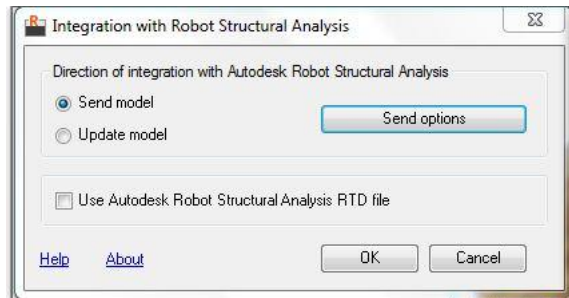 Integration with Robot Structural Analysis
Direction of integration with Autodesk Robot Structural Analysis
Send model
Send options
Update model
Use Autodesk Robot Structural Analysis RTD file
Help About OK Cancel